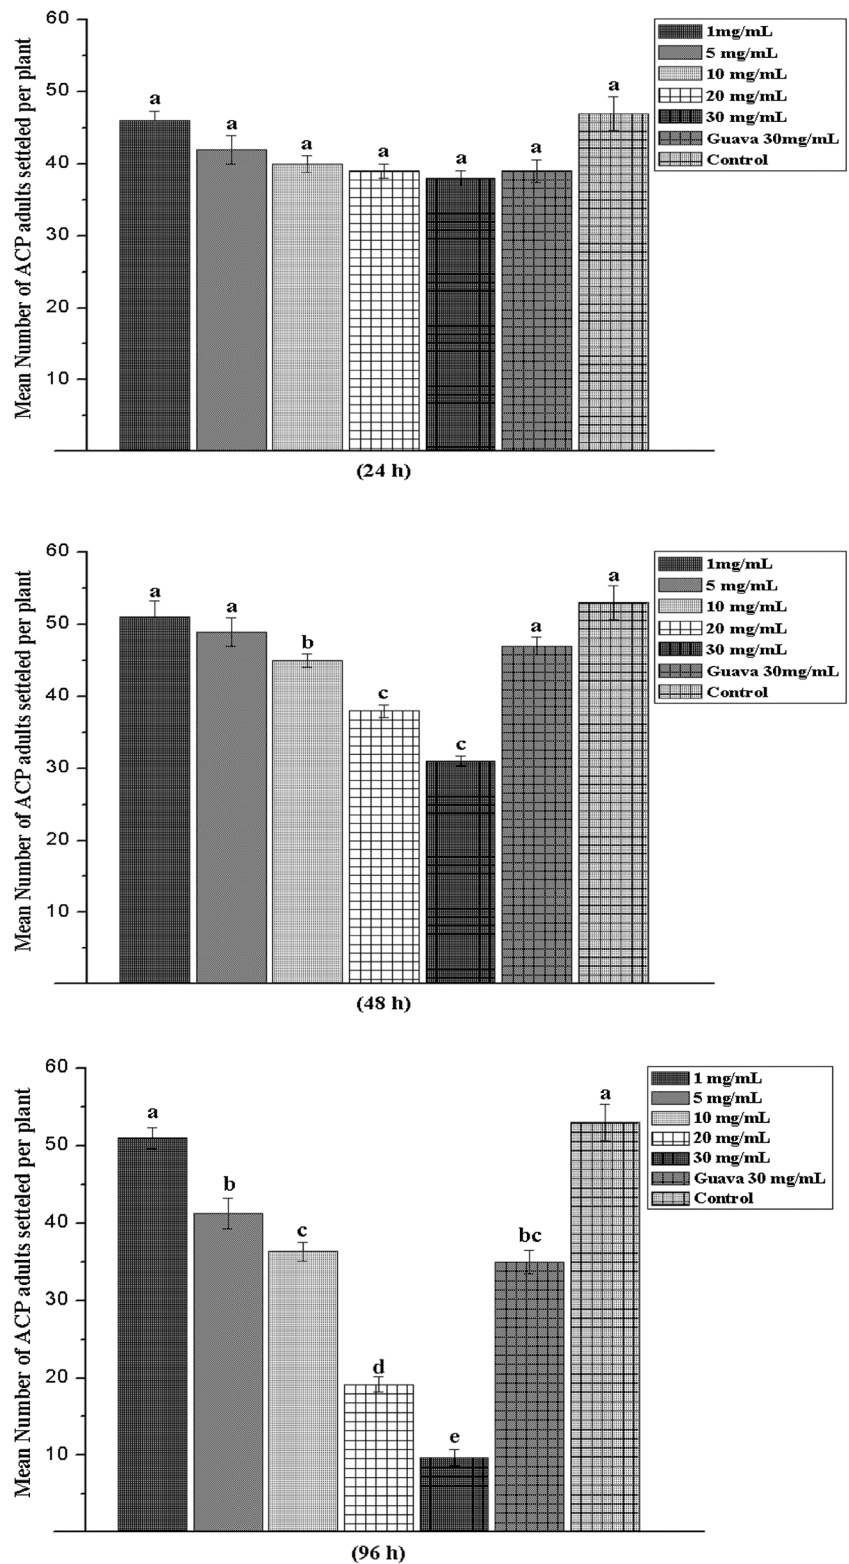 Mean Number of ACP adults setteled per plant
60
50
40
30
20
10
a
a
a
a
a
a
a
1mg/mL
5 mg/mL
10 mg/mL
20 mg/mL
30 mg/mL
Guava 30mg/mL
Control
(24 h)
Mean Number of ACP adults setteled per plant
60
50
40
30
20
10
a
a
b
c
c
a
a
1mg/mL
5 mg/mL
10 mg/mL
20 mg/mL
30 mg/mL
Guava 30mg/mL
Control
(48 h)
Mean Number of ACP adults setteled per plant
60
50
40
30
20
10
a
b
c
d
e
bc
a
1 mg/mL
5 mg/mL
10 mg/mL
20 mg/mL
30 mg/mL
Guava 30 mg/mL
Control
(96 h)